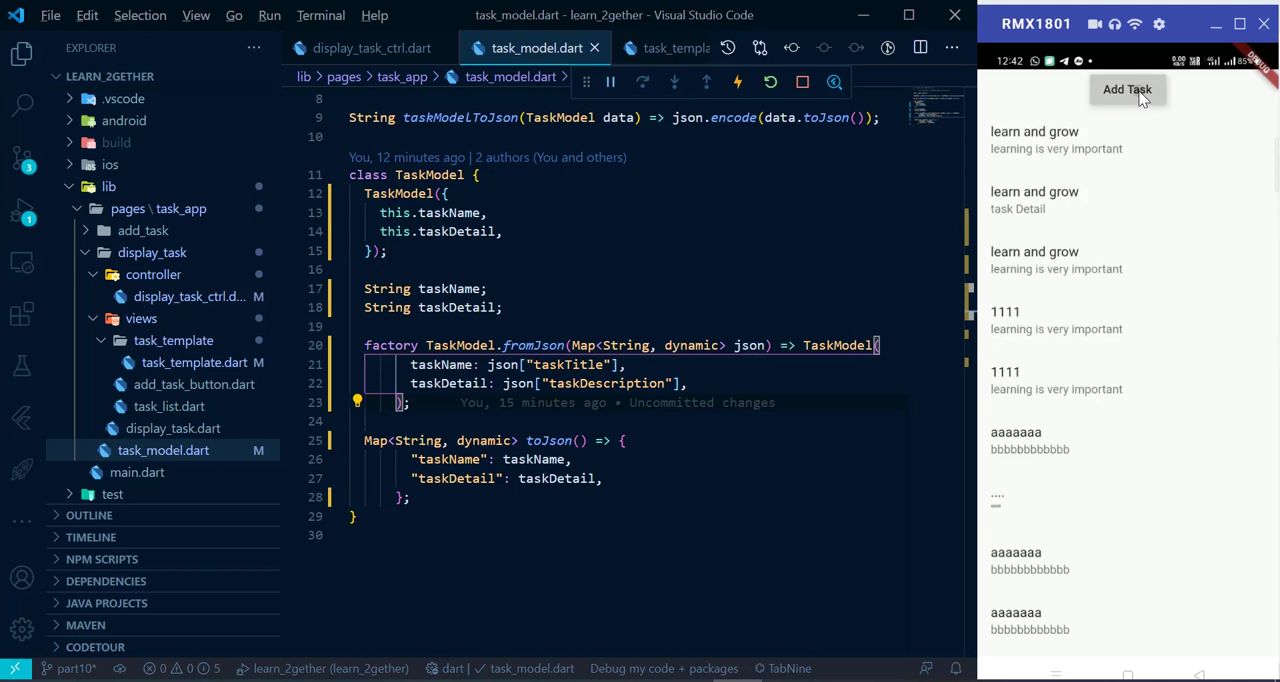 File Edit Selection View Go Run Terminal Help
task_model.dart - learn_2gether - Visual Studio Code
RMX1801
EXPLORER
display_task_ctrl.dart
task_model.dart
task_templa
LEARN_2GETHER
lib > pages > task_app > task_model.dart >
.vscode
android
build
ios
lib
pages \ task_app
add_task
display_task
controller
display_task_ctrl.d... M
views
task_template
task_template.dart M
add_task_button.dart
task_list.dart
display_task.dart
task_model.dart M
main.dart
test
OUTLINE
TIMELINE
NPM SCRIPTS
DEPENDENCIES
JAVA PROJECTS
MAVEN
CODETOUR
3
1
8
9 String taskModelToJson(TaskModel data) => json.encode(data.toJson());
10
You, 12 minutes ago | 2 authors (You and others)
11 class TaskModel {
12 TaskModel({
13 this.taskName,
14 this.taskDetail,
15 });
16
17 String taskName;
18 String taskDetail;
19
20 factory TaskModel.fromJson(Map<String, dynamic> json) => TaskModel(
21 taskName: json["taskTitle"],
22 taskDetail: json["taskDescription"],
23 ); You, 15 minutes ago • Uncommitted changes
24
25 Map<String, dynamic> toJson() => {
26 "taskName": taskName,
27 "taskDetail": taskDetail,
28 };
29 }
30
12:42
85%
DEBUG
Add Task
learn and grow
learning is very important
learn and grow
task Detail
learn and grow
learning is very important
1111
learning is very important
1111
learning is very important
aaaaaaa
bbbbbbbbbbbb
....
aaaaaaa
bbbbbbbbbbbb
aaaaaaa
bbbbbbbbbbbb
part10* 0 0 5 learn_2gether (learn_2gether) dart | ✓ task_model.dart Debug my code + packages TabNine